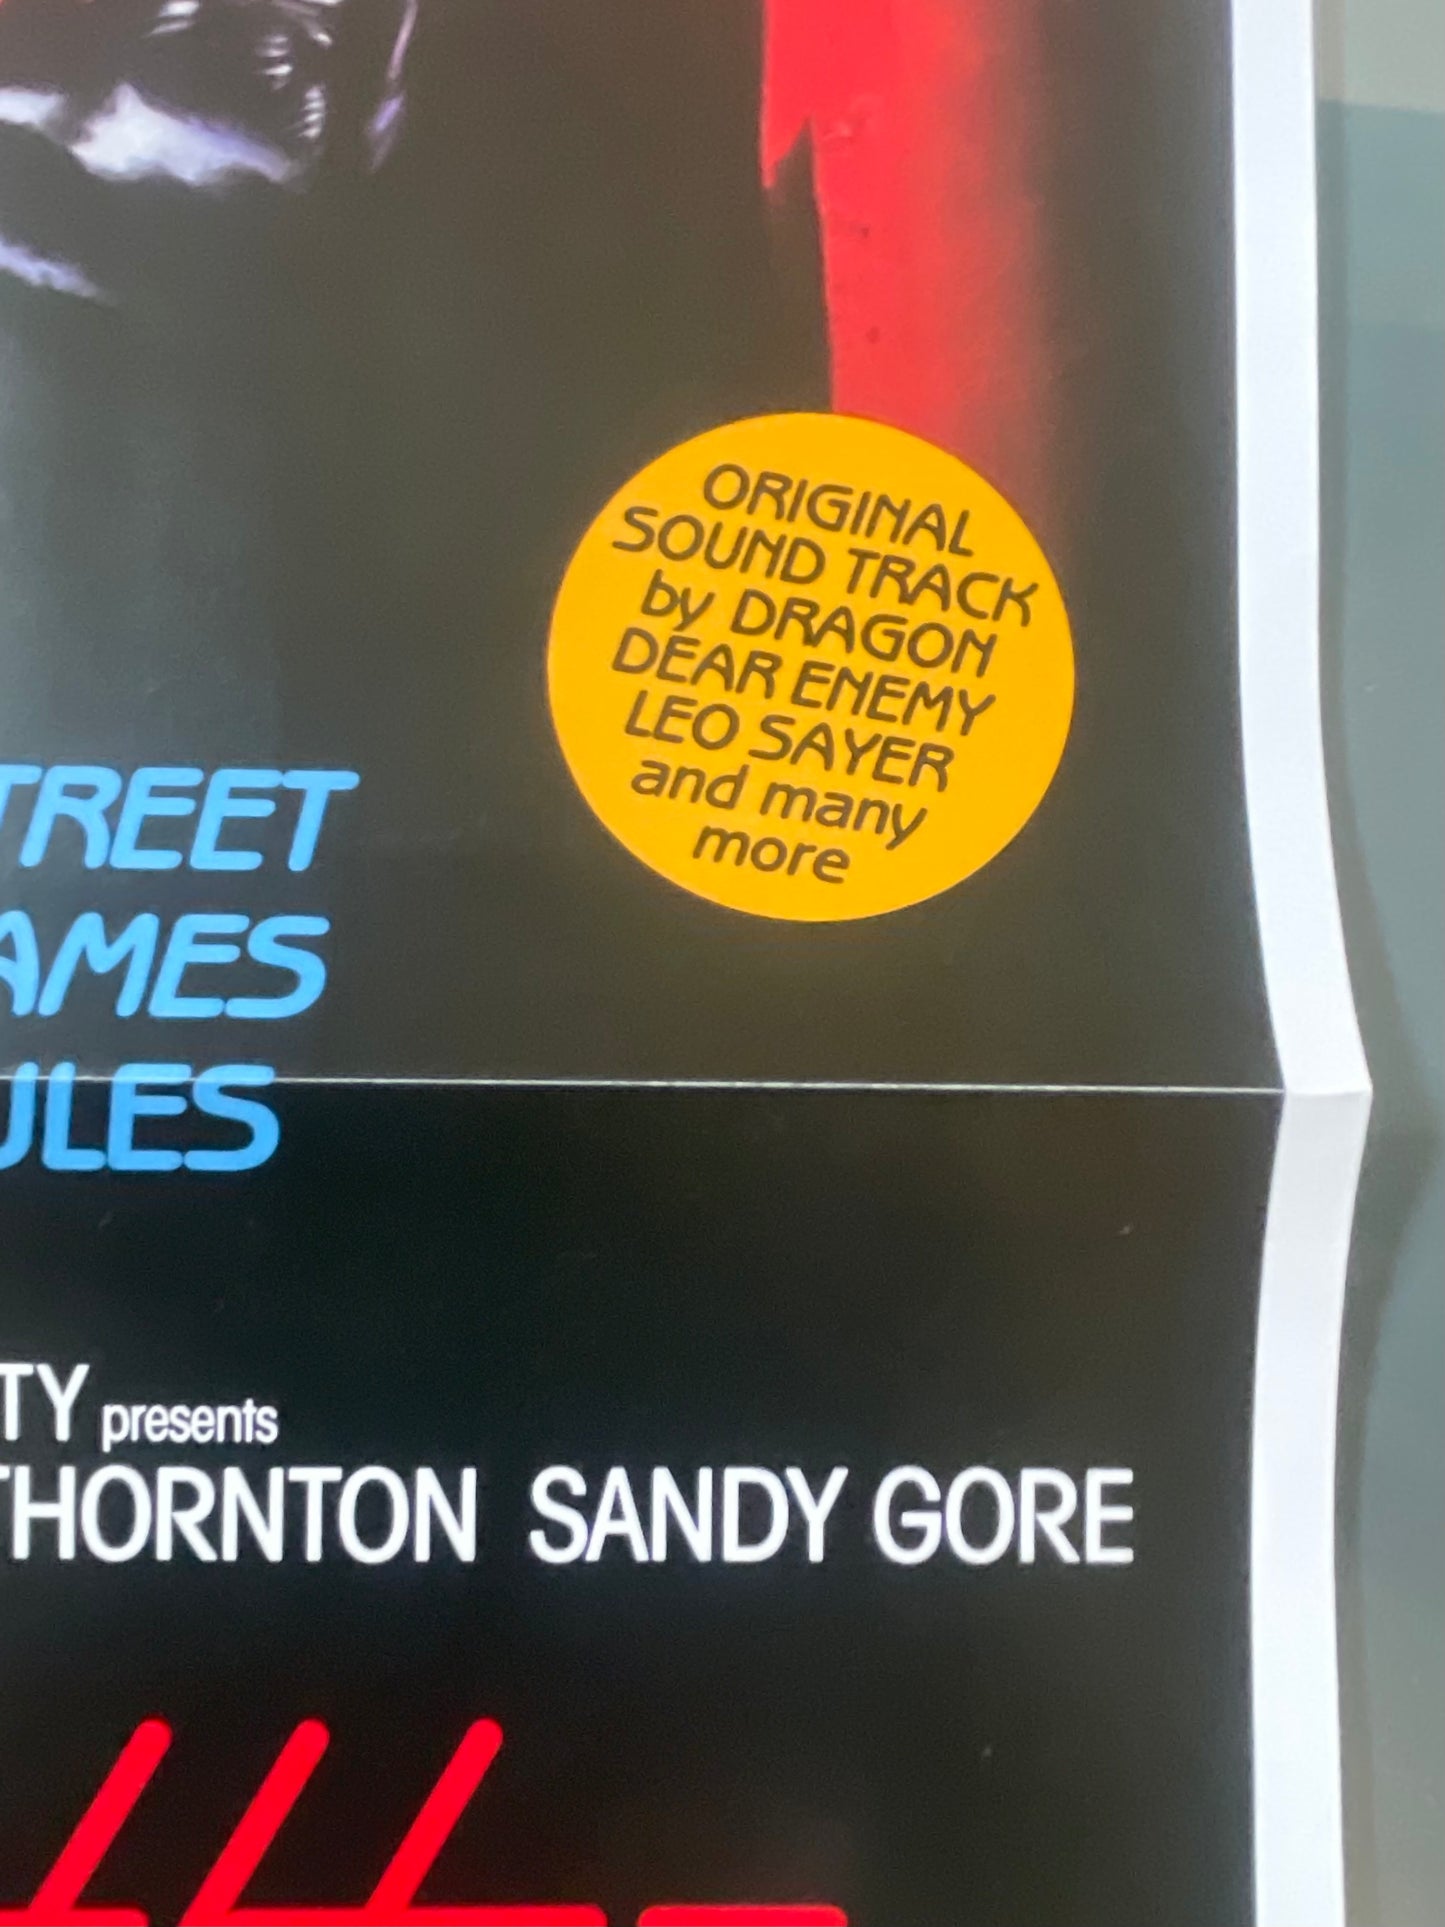 ORIGINAL
SOUND TRACK
by DRAGON
DEAR ENEMY
LEO SAYER
and many
more
TREET
AMES
ULES
TY presents
THORNTON SANDY GORE